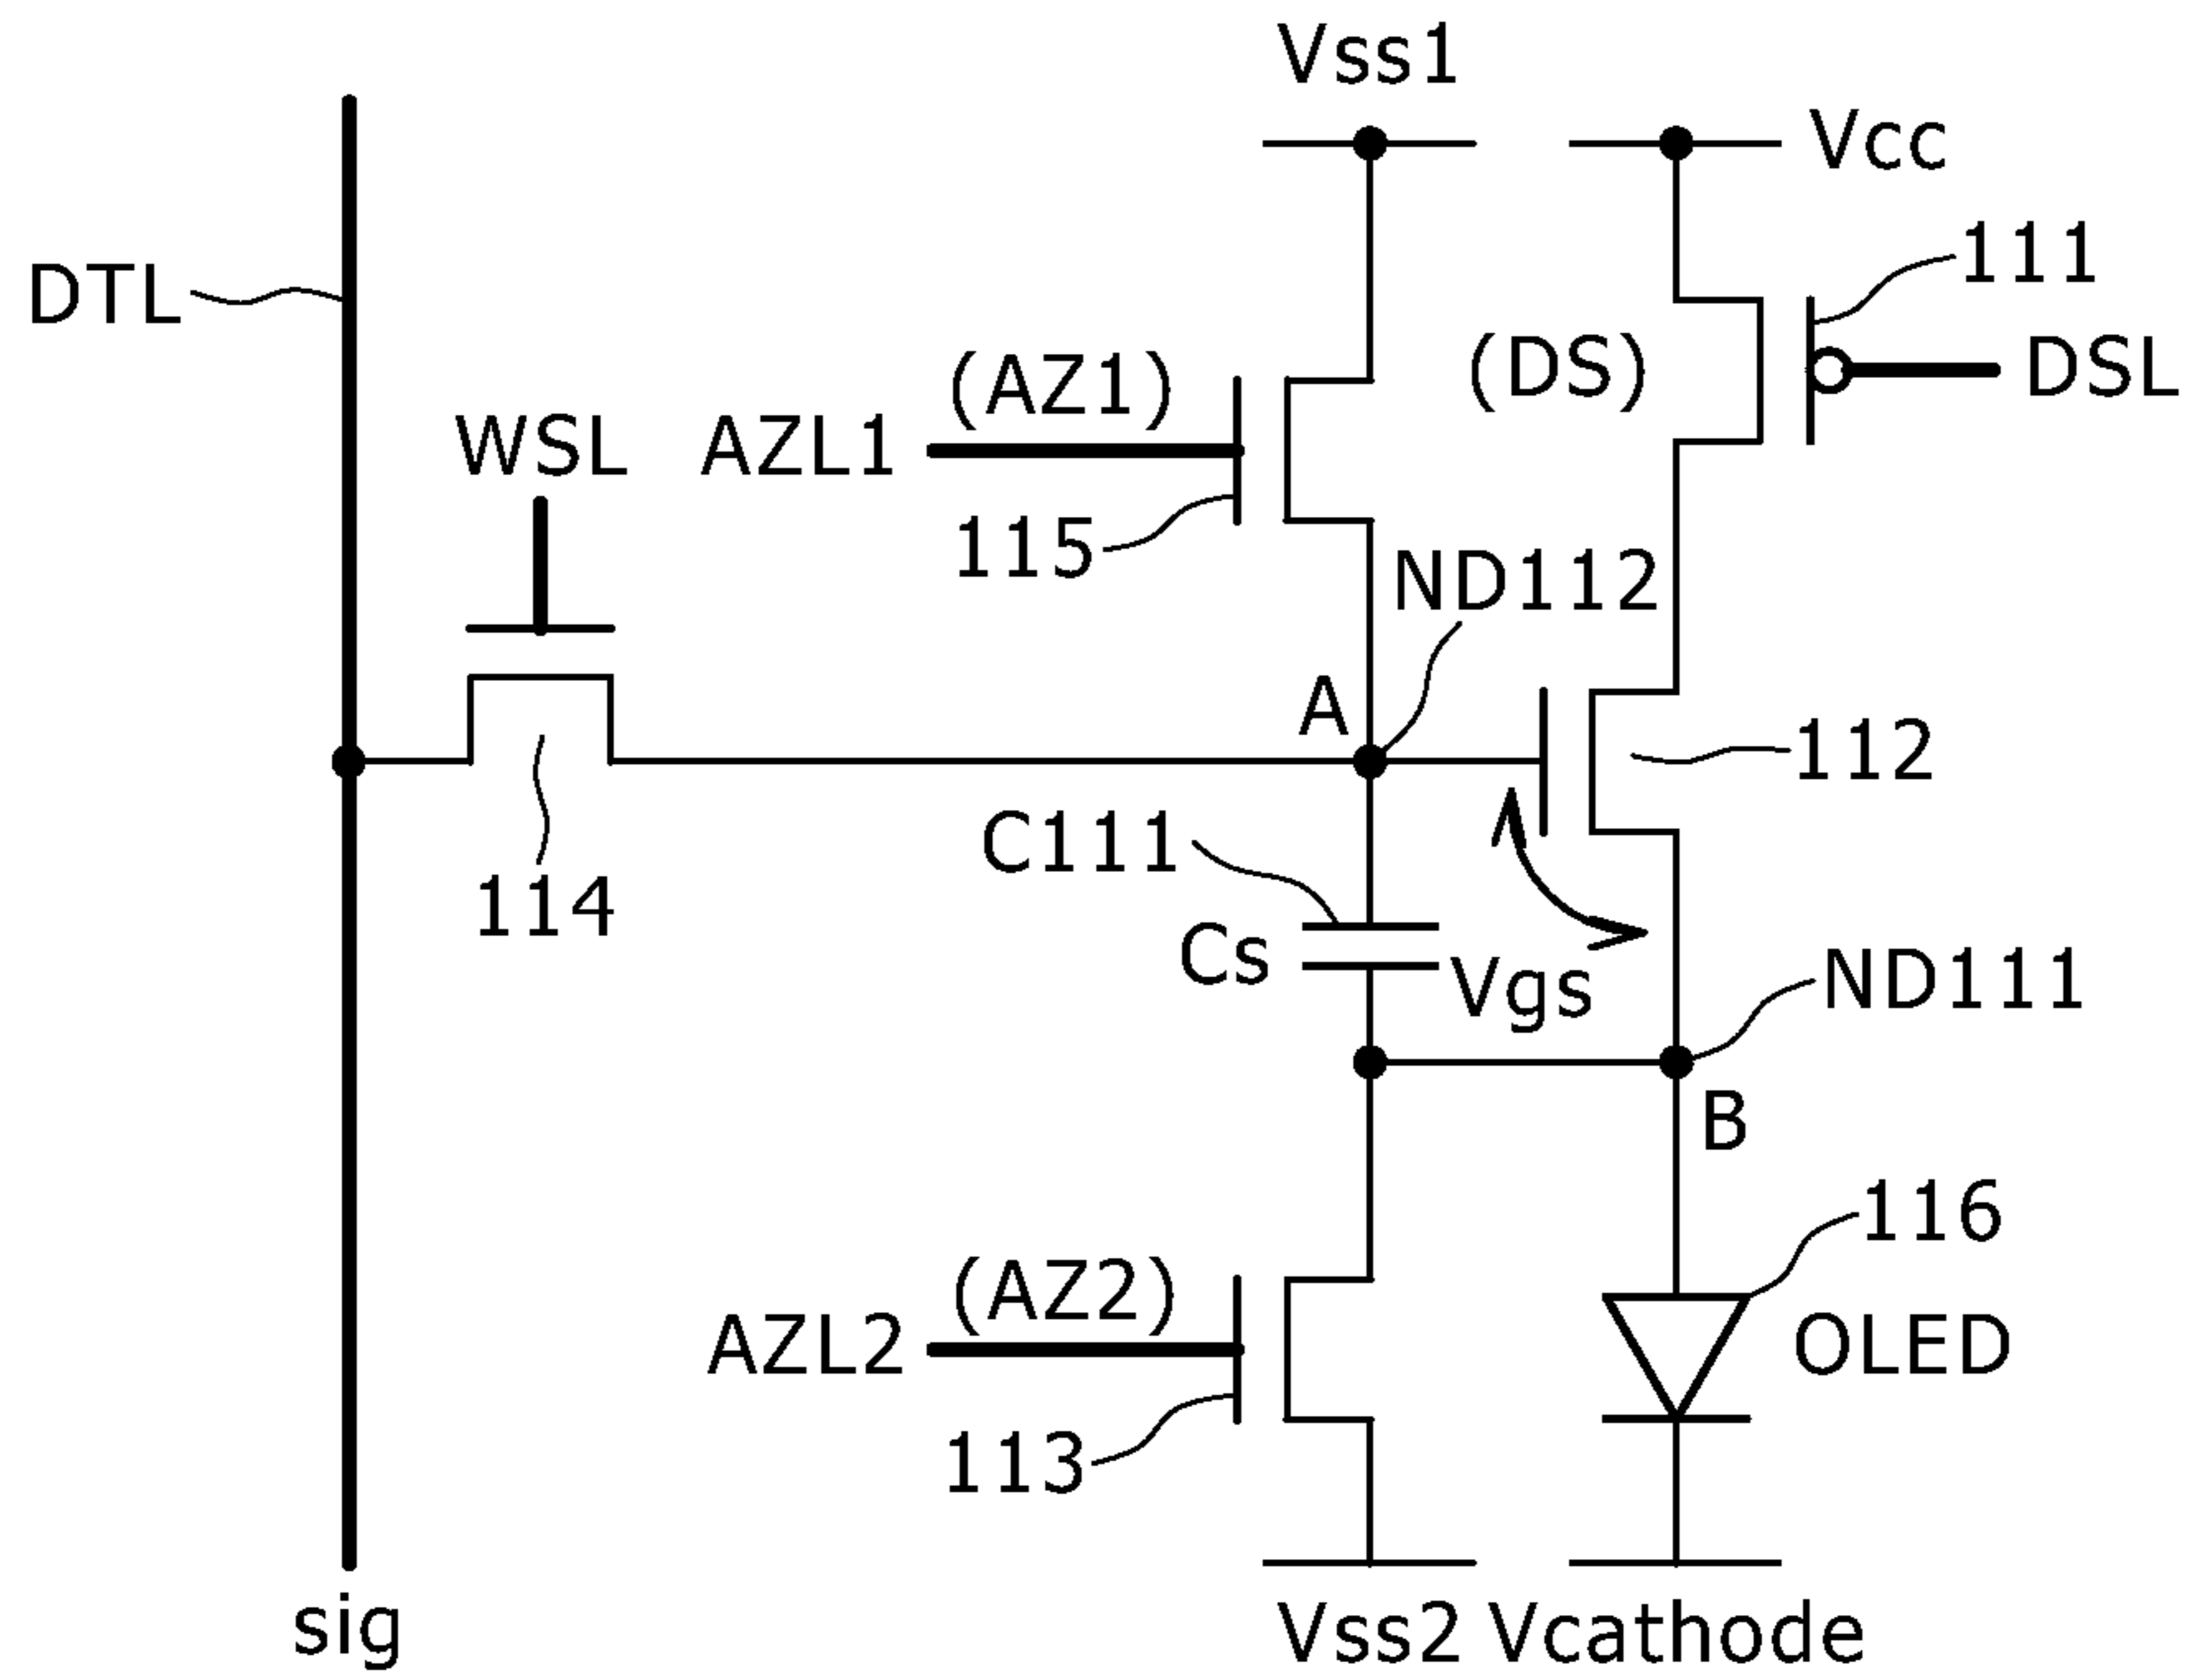 Vss1
Vcc
111
DTL
(AZ1)
(DS)
DSL
WSL
AZL1
115
ND112
A
112
C111
114
Cs
Vgs
ND111
B
116
(AZ2)
AZL2
OLED
113
sig
Vss2
Vcathode